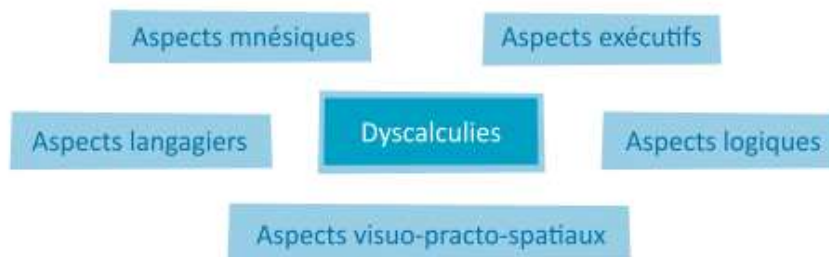 Aspects mnésiques
Aspects exécutifs
Aspects langagiers
Dyscalculies
Aspects logiques
Aspects visuo-practo-spatiaux